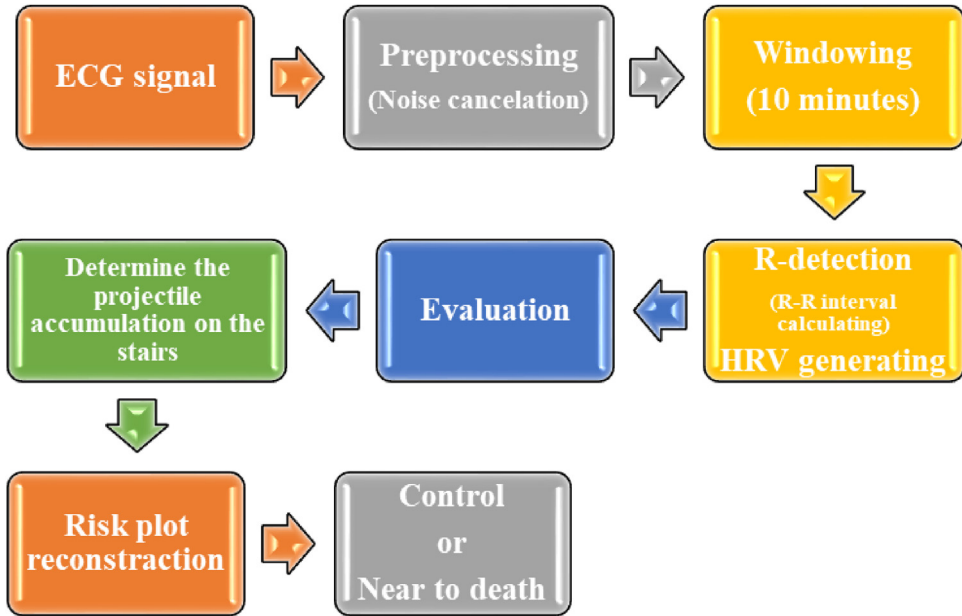 ECG signal
Preprocessing
(Noise cancelation)
Windowing
(10 minutes)
R-detection
(R-R interval
calculating)
HRV generating
Evaluation
Determine the
projectile
accumulation on the
stairs
Risk plot
reconstraction
Control
or
Near to death